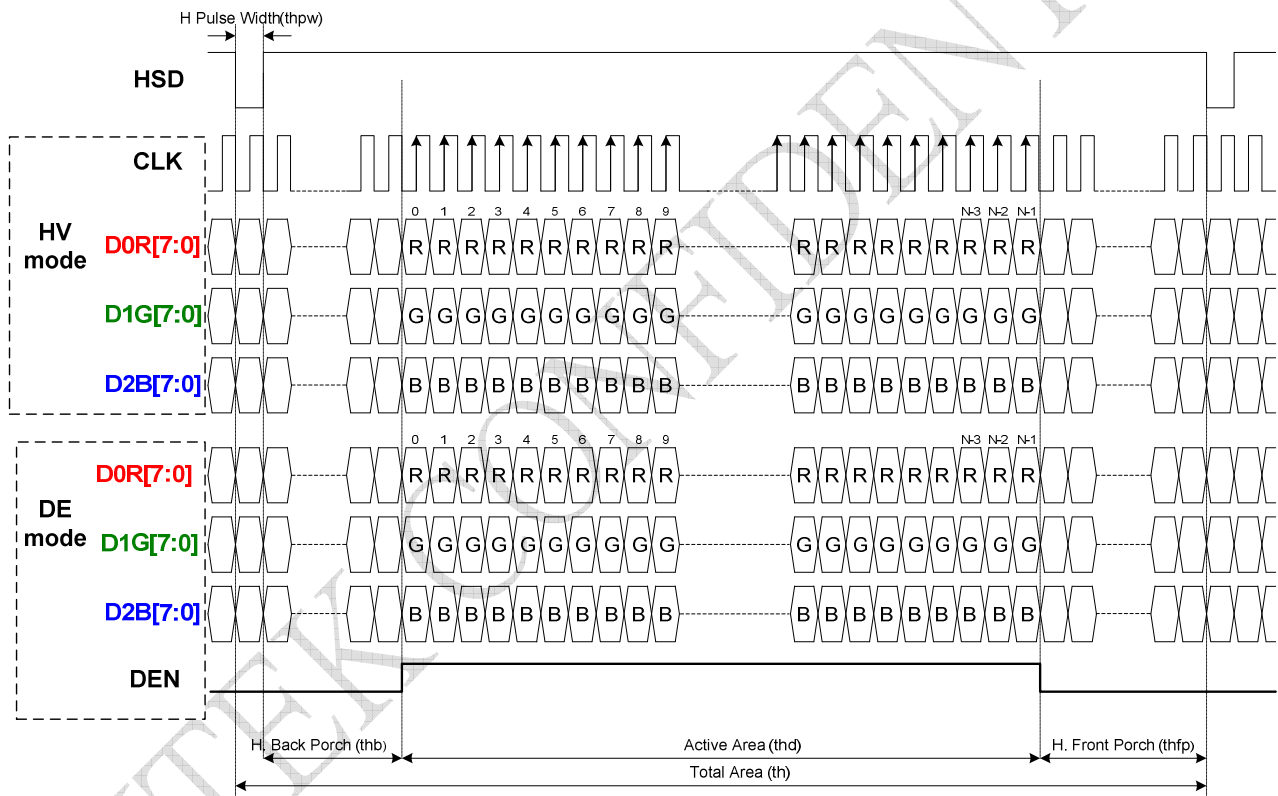 H Pulse Width(thpw)
HSD
CLK
HV
mode
0 1 2 3 4 5 6 7 8 9 N-3 N-2 N-1
D0R[7:0] R R R R R R R R R R R R R R R R R R R
D1G[7:0] G G G G G G G G G G G G G G G G G G G
D2B[7:0] B B B B B B B B B B B B B B B B B B B
DE
mode
0 1 2 3 4 5 6 7 8 9 N-3 N-2 N-1
D0R[7:0] R R R R R R R R R R R R R R R R R R R
D1G[7:0] G G G G G G G G G G G G G G G G G G G
D2B[7:0] B B B B B B B B B B B B B B B B B B B
DEN
H. Back Porch (thb) Active Area (thd) H. Front Porch (thfp)
Total Area (th)